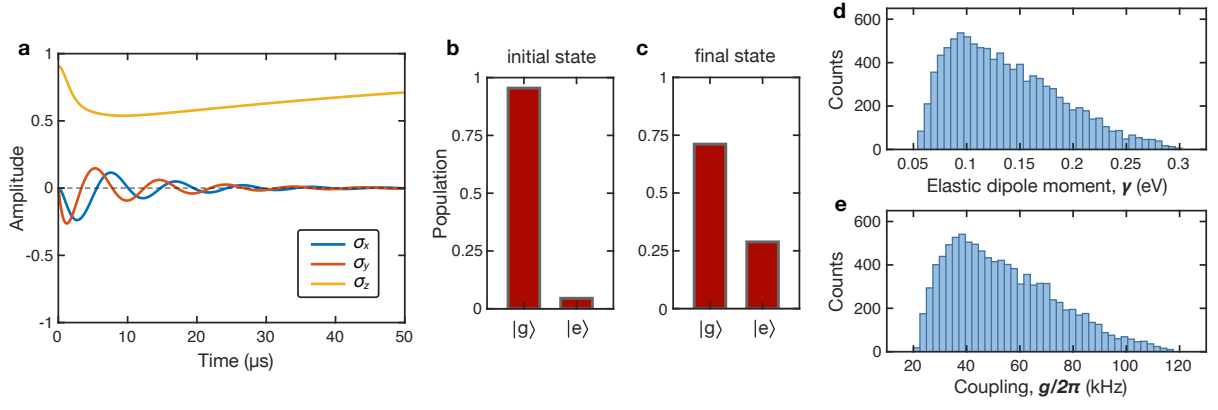 a
1
0.5
0
-0.5
-1
Amplitude
0 10 20 30 40 50
Time (μs)
σx
σy
σz
b
initial state
1
0.75
0.5
0.25
0
Population
|g⟩ |e⟩
c
final state
1
0.75
0.5
0.25
0
|g⟩ |e⟩
d
600
400
200
0
Counts
0.05 0.1 0.15 0.2 0.25 0.3
Elastic dipole moment, γ (eV)
e
600
400
200
0
Counts
20 40 60 80 100 120
Coupling, g/2π (kHz)